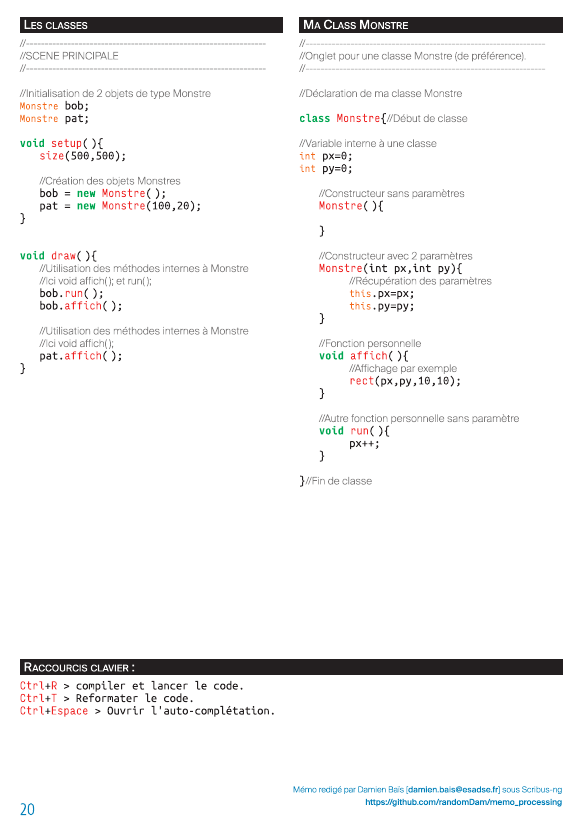 LES CLASSES
//----------------------------------------------------------------
//SCENE PRINCIPALE
//----------------------------------------------------------------
//Initialisation de 2 objets de type Monstre
Monstre bob;
Monstre pat;
void setup( ){
size(500,500);
//Création des objets Monstres
bob = new Monstre( );
pat = new Monstre(100,20);
}
void draw( ){
//Utilisation des méthodes internes à Monstre
//Ici void affich(); et run();
bob.run( );
bob.affich( );
//Utilisation des méthodes internes à Monstre
//Ici void affich();
pat.affich( );
}
MA CLASS MONSTRE
//----------------------------------------------------------------
//Onglet pour une classe Monstre (de préférence).
//----------------------------------------------------------------
//Déclaration de ma classe Monstre
class Monstre{//Début de classe
//Variable interne à une classe
int px=0;
int py=0;
//Constructeur sans paramètres
Monstre( ){
}
//Constructeur avec 2 paramètres
Monstre(int px,int py){
//Récupération des paramètres
this.px=px;
this.py=py;
}
//Fonction personnelle
void affich( ){
//Affichage par exemple
rect(px,py,10,10);
}
//Autre fonction personnelle sans paramètre
void run( ){
px++;
}
}//Fin de classe
RACCOURCIS CLAVIER :
Ctrl+R > compiler et lancer le code.
Ctrl+T > Reformater le code.
Ctrl+Espace > Ouvrir l'auto-complétation.
Mémo redigé par Damien Baïs [damien.bais@esadse.fr] sous Scribus-ng
https://github.com/randomDam/memo_processing
20